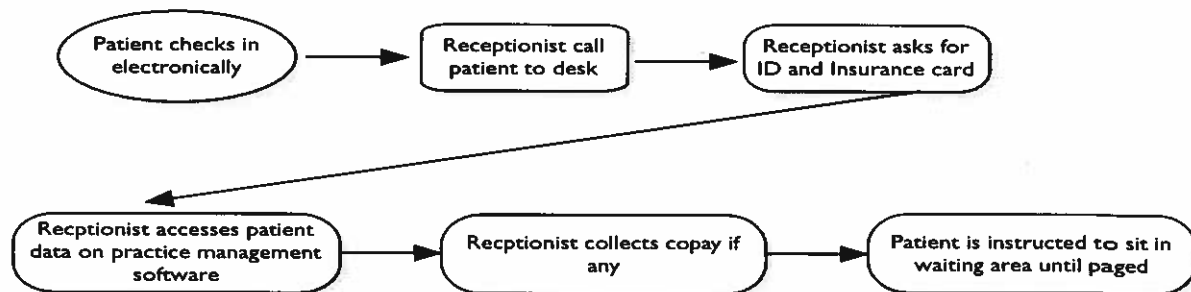 Patient checks in
electronically
Receptionist call
patient to desk
Receptionist asks for
ID and Insurance card
Recptionist accesses patient
data on practice management
software
Recptionist collects copay if
any
Patient is instructed to sit in
waiting area until paged